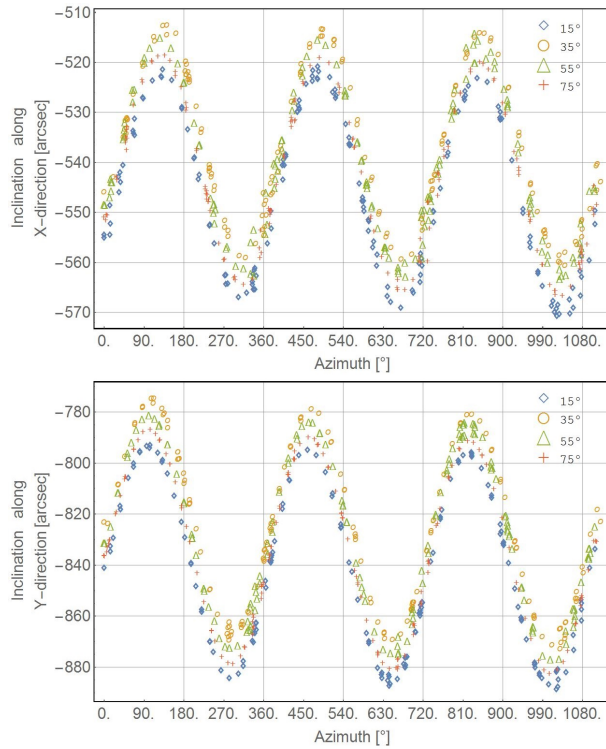 −510
−520
−530
−540
−550
−560
−570
Inclination along
X−direction [arcsec]
15°
35°
55°
75°
0. 90. 180. 270. 360. 450. 540. 630. 720. 810. 900. 990. 1080.
Azimuth [°]
−780
−800
−820
−840
−860
−880
Inclination along
Y−direction [arcsec]
15°
35°
55°
75°
0. 90. 180. 270. 360. 450. 540. 630. 720. 810. 900. 990. 1080.
Azimuth [°]